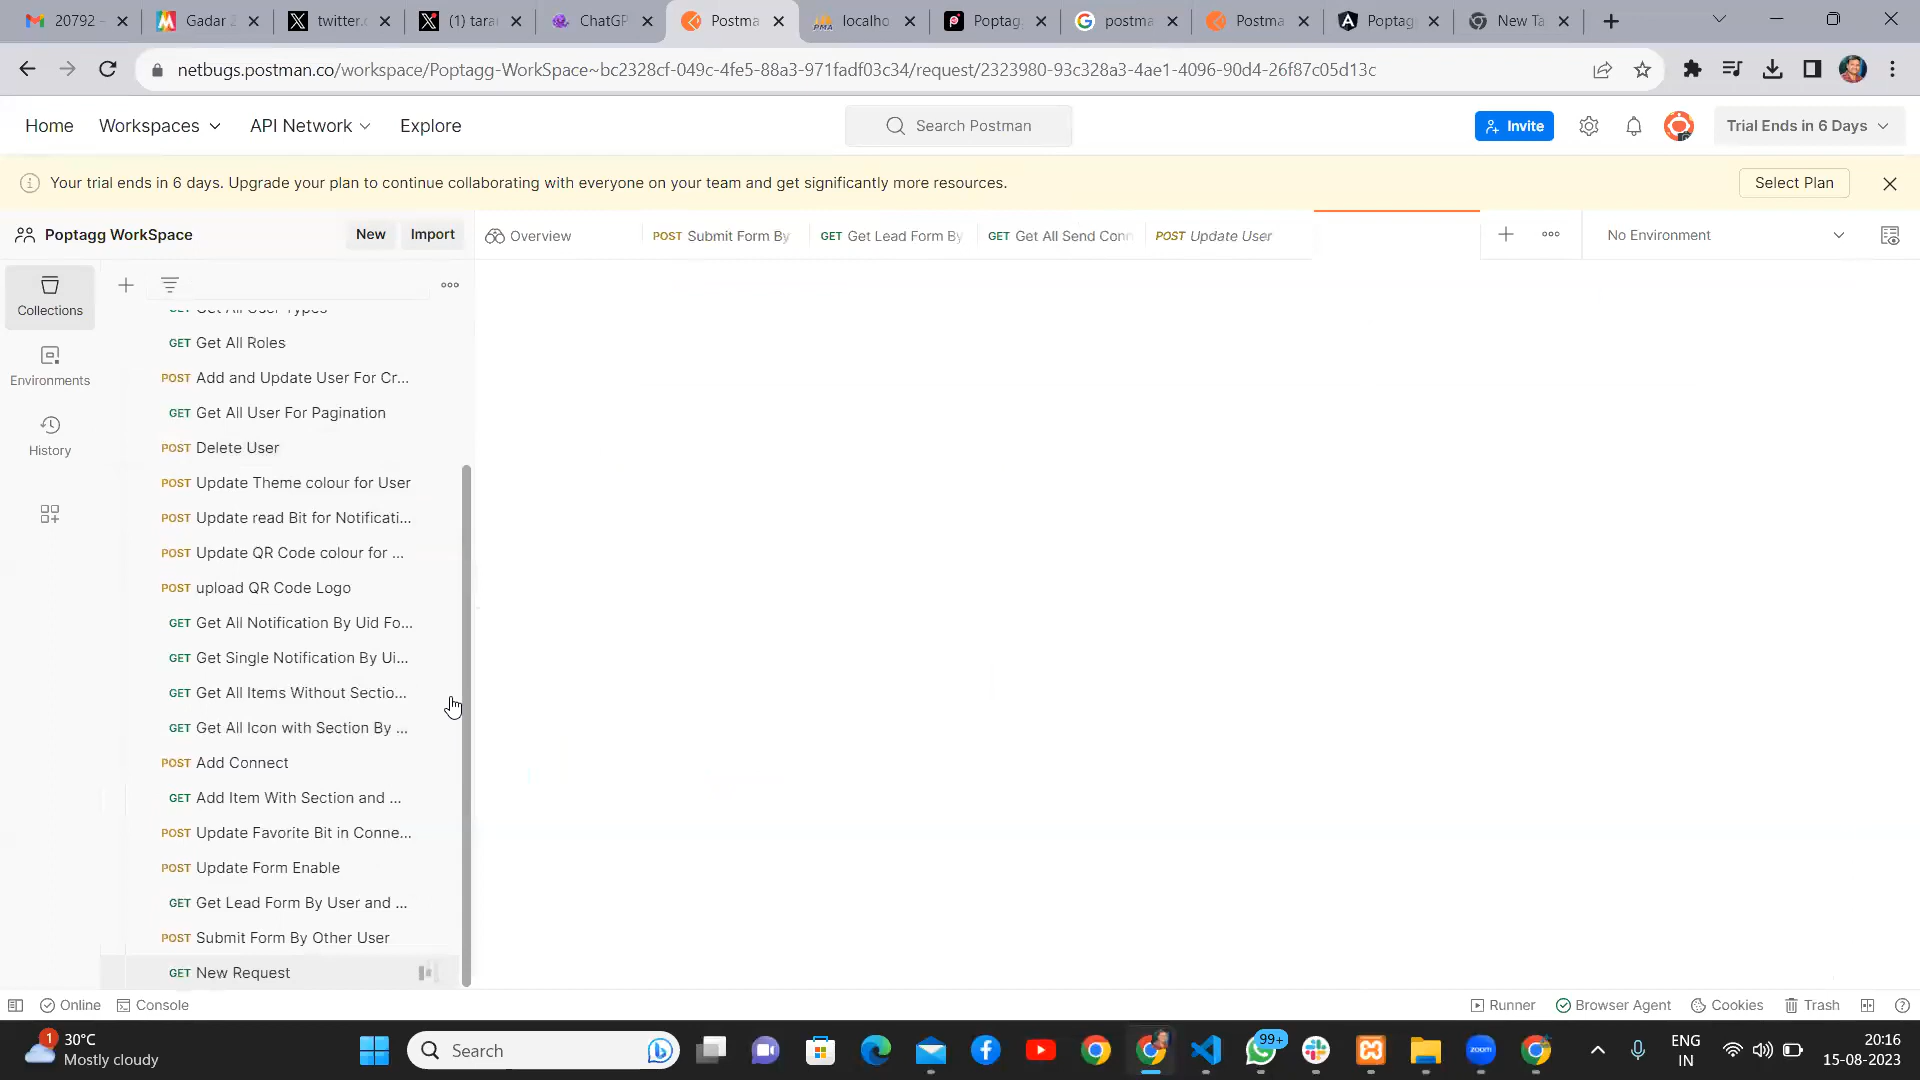 20792 -
Gadar 2
twitter.c
(1) tara
ChatGP
Postma
localho
Poptag
postma
Postma
Poptag
New Ta
netbugs.postman.co/workspace/Poptagg-WorkSpace~bc2328cf-049c-4fe5-88a3-971fadf03c34/request/2323980-93c328a3-4ae1-4096-90d4-26f87c05d13c
Home
Workspaces
API Network
Explore
Search Postman
Invite
Trial Ends in 6 Days
Your trial ends in 6 days. Upgrade your plan to continue collaborating with everyone on your team and get significantly more resources.
Select Plan
Poptagg WorkSpace
New
Import
Overview
POST Submit Form By
GET Get Lead Form By
GET Get All Send Conn
POST Update User
No Environment
Collections
Environments
History
GET Get All User Types
GET Get All Roles
POST Add and Update User For Cr...
GET Get All User For Pagination
POST Delete User
POST Update Theme colour for User
POST Update read Bit for Notificati...
POST Update QR Code colour for ...
POST upload QR Code Logo
GET Get All Notification By Uid Fo...
GET Get Single Notification By Ui...
GET Get All Items Without Sectio...
GET Get All Icon with Section By ...
POST Add Connect
GET Add Item With Section and ...
POST Update Favorite Bit in Conne...
POST Update Form Enable
GET Get Lead Form By User and ...
POST Submit Form By Other User
GET New Request
Online
Console
Runner
Browser Agent
Cookies
Trash
1
30°C
Mostly cloudy
Search
99+
zoom
ENG
IN
20:16
15-08-2023